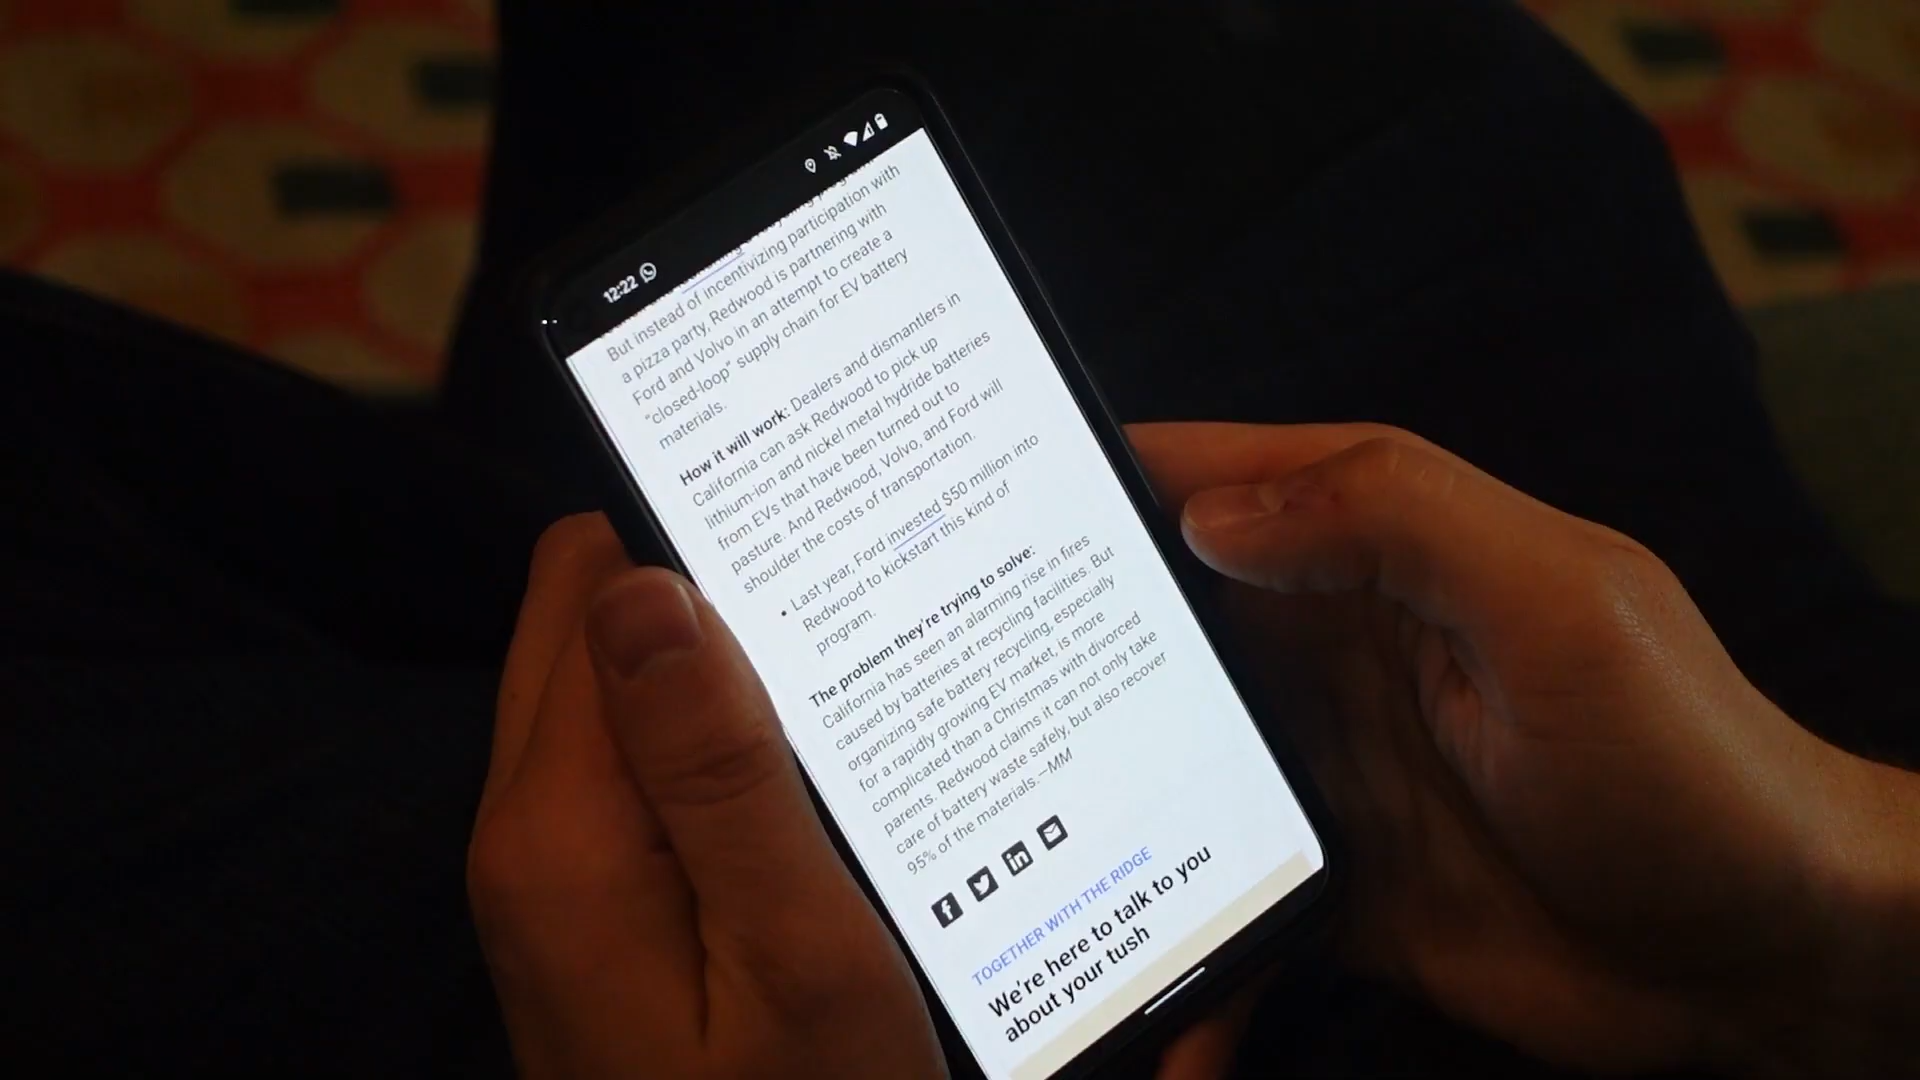 12:22
But instead of incentivizing participation with
a pizza party, Redwood is partnering with
Ford and Volvo in an attempt to create a
"closed-loop" supply chain for EV battery
materials.
How it will work: Dealers and dismantlers in
California can ask Redwood to pick up
lithium-ion and nickel metal hydride batteries
from EVs that have been turned out to
pasture. And Redwood, Volvo, and Ford will
shoulder the costs of transportation.
• Last year, Ford invested $50 million into
Redwood to kickstart this kind of
program.
The problem they're trying to solve:
California has seen an alarming rise in fires
caused by batteries at recycling facilities. But
organizing safe battery recycling, especially
for a rapidly growing EV market, is more
complicated than a Christmas with divorced
parents. Redwood claims it can not only take
care of battery waste safely, but also recover
95% of the materials.—MM
TOGETHER WITH THE RIDGE
We're here to talk to you
about your tush